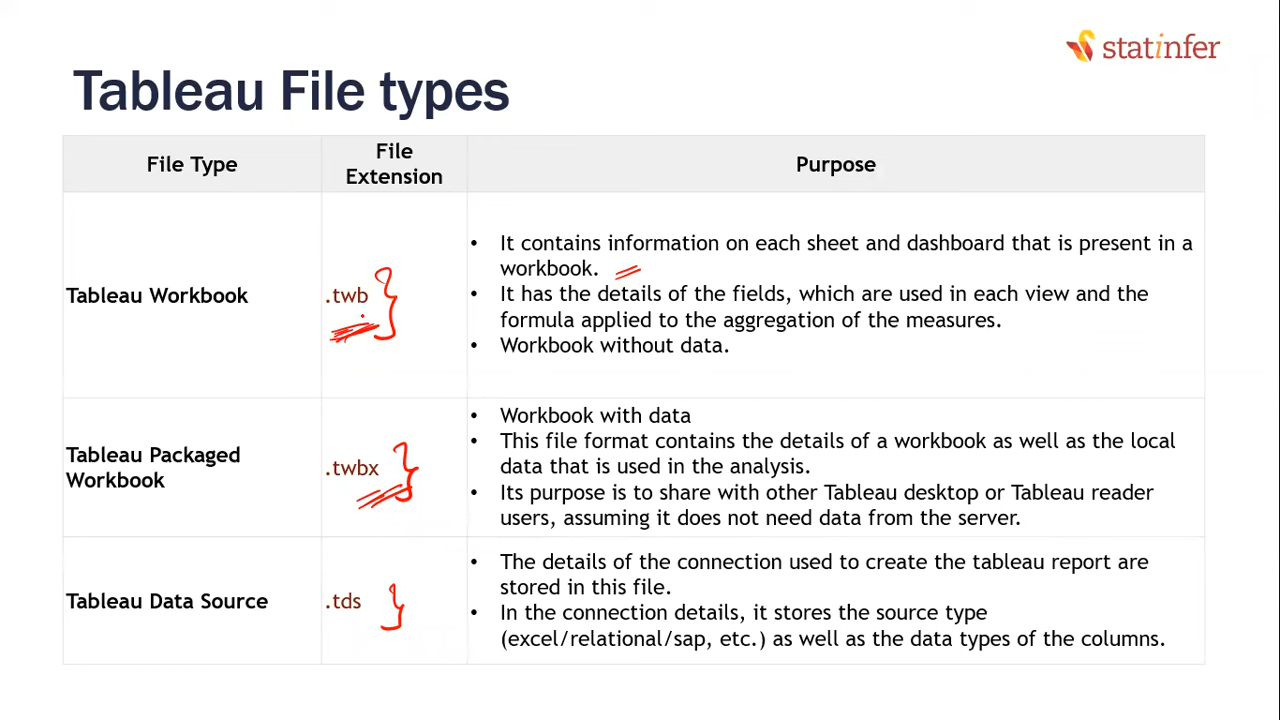 statinfer
Tableau File types
File Type
File
Extension
Purpose
Tableau Workbook
.twb
• It contains information on each sheet and dashboard that is present in a
workbook.
• It has the details of the fields, which are used in each view and the
formula applied to the aggregation of the measures.
• Workbook without data.
Tableau Packaged
Workbook
.twbx
• Workbook with data
• This file format contains the details of a workbook as well as the local
data that is used in the analysis.
• Its purpose is to share with other Tableau desktop or Tableau reader
users, assuming it does not need data from the server.
Tableau Data Source
.tds
• The details of the connection used to create the tableau report are
stored in this file.
• In the connection details, it stores the source type
(excel/relational/sap, etc.) as well as the data types of the columns.